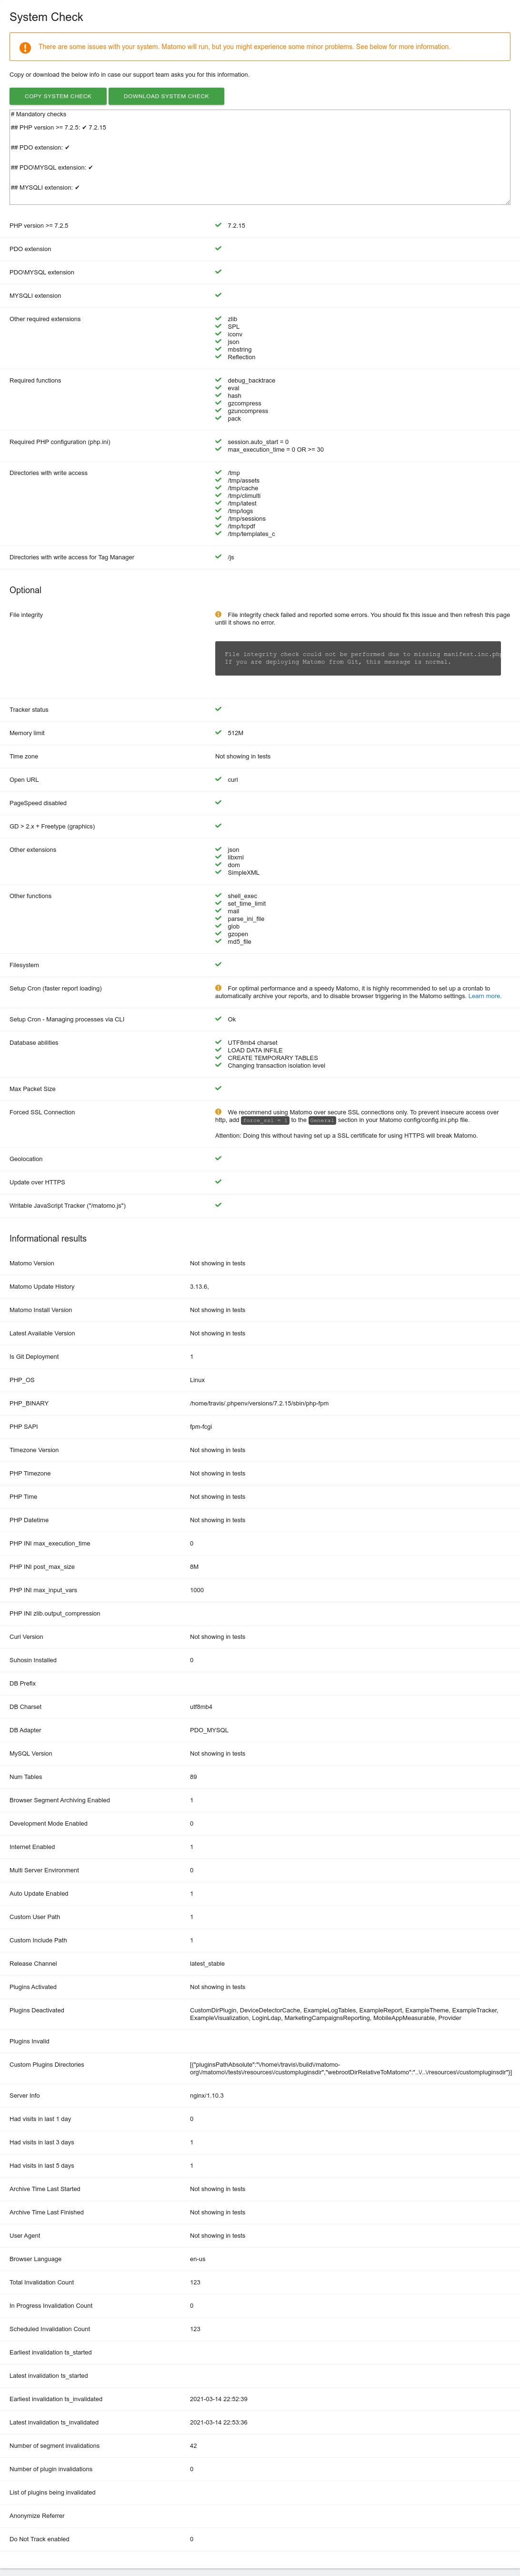 System Check
There are some issues with your system. Matomo will run, but you might experience some minor problems. See below for more information.
Copy or download the below info in case our support team asks you for this information.
COPY SYSTEM CHECK DOWNLOAD SYSTEM CHECK
# Mandatory checks
## PHP version >= 7.2.5: ✔ 7.2.15
## PDO extension: ✔
## PDO\MYSQL extension: ✔
## MYSQLI extension: ✔
PHP version >= 7.2.5 7.2.15
PDO extension
PDO\MYSQL extension
MYSQLI extension
Other required extensions zlib
SPL
iconv
json
mbstring
Reflection
Required functions debug_backtrace
eval
hash
gzcompress
gzuncompress
pack
Required PHP configuration (php.ini) session.auto_start = 0
max_execution_time = 0 OR >= 30
Directories with write access /tmp
/tmp/assets
/tmp/cache
/tmp/climulti
/tmp/latest
/tmp/logs
/tmp/sessions
/tmp/tcpdf
/tmp/templates_c
Directories with write access for Tag Manager /js
Optional
File integrity File integrity check failed and reported some errors. You should fix this issue and then refresh this page
until it shows no error.
File integrity check could not be performed due to missing manifest.inc.php
If you are deploying Matomo from Git, this message is normal.
Tracker status
Memory limit 512M
Time zone Not showing in tests
Open URL curl
PageSpeed disabled
GD > 2.x + Freetype (graphics)
Other extensions json
libxml
dom
SimpleXML
Other functions shell_exec
set_time_limit
mail
parse_ini_file
glob
gzopen
md5_file
Filesystem
Setup Cron (faster report loading) For optimal performance and a speedy Matomo, it is highly recommended to set up a crontab to
automatically archive your reports, and to disable browser triggering in the Matomo settings. Learn more.
Setup Cron - Managing processes via CLI Ok
Database abilities UTF8mb4 charset
LOAD DATA INFILE
CREATE TEMPORARY TABLES
Changing transaction isolation level
Max Packet Size
Forced SSL Connection We recommend using Matomo over secure SSL connections only. To prevent insecure access over
http, add force_ssl = 1 to the General section in your Matomo config/config.ini.php file.
Attention: Doing this without having set up a SSL certificate for using HTTPS will break Matomo.
Geolocation
Update over HTTPS
Writable JavaScript Tracker ("/matomo.js")
Informational results
Matomo Version Not showing in tests
Matomo Update History 3.13.6,
Matomo Install Version Not showing in tests
Latest Available Version Not showing in tests
Is Git Deployment 1
PHP_OS Linux
PHP_BINARY /home/travis/.phpenv/versions/7.2.15/sbin/php-fpm
PHP SAPI fpm-fcgi
Timezone Version Not showing in tests
PHP Timezone Not showing in tests
PHP Time Not showing in tests
PHP Datetime Not showing in tests
PHP INI max_execution_time 0
PHP INI post_max_size 8M
PHP INI max_input_vars 1000
PHP INI zlib.output_compression
Curl Version Not showing in tests
Suhosin Installed 0
DB Prefix
DB Charset utf8mb4
DB Adapter PDO_MYSQL
MySQL Version Not showing in tests
Num Tables 89
Browser Segment Archiving Enabled 1
Development Mode Enabled 0
Internet Enabled 1
Multi Server Environment 0
Auto Update Enabled 1
Custom User Path 1
Custom Include Path 1
Release Channel latest_stable
Plugins Activated Not showing in tests
Plugins Deactivated CustomDirPlugin, DeviceDetectorCache, ExampleLogTables, ExampleReport, ExampleTheme, ExampleTracker,
ExampleVisualization, LoginLdap, MarketingCampaignsReporting, MobileAppMeasurable, Provider
Plugins Invalid
Custom Plugins Directories [{"pluginsPathAbsolute":"\/home\/travis\/build\/matomo-
org\/matomo\/tests\/resources\/custompluginsdir","webrootDirRelativeToMatomo":"..\/..\/resources\/custompluginsdir"}]
Server Info nginx/1.10.3
Had visits in last 1 day 0
Had visits in last 3 days 1
Had visits in last 5 days 1
Archive Time Last Started Not showing in tests
Archive Time Last Finished Not showing in tests
User Agent Not showing in tests
Browser Language en-us
Total Invalidation Count 123
In Progress Invalidation Count 0
Scheduled Invalidation Count 123
Earliest invalidation ts_started
Latest invalidation ts_started
Earliest invalidation ts_invalidated 2021-03-14 22:52:39
Latest invalidation ts_invalidated 2021-03-14 22:53:36
Number of segment invalidations 42
Number of plugin invalidations 0
List of plugins being invalidated
Anonymize Referrer
Do Not Track enabled 0